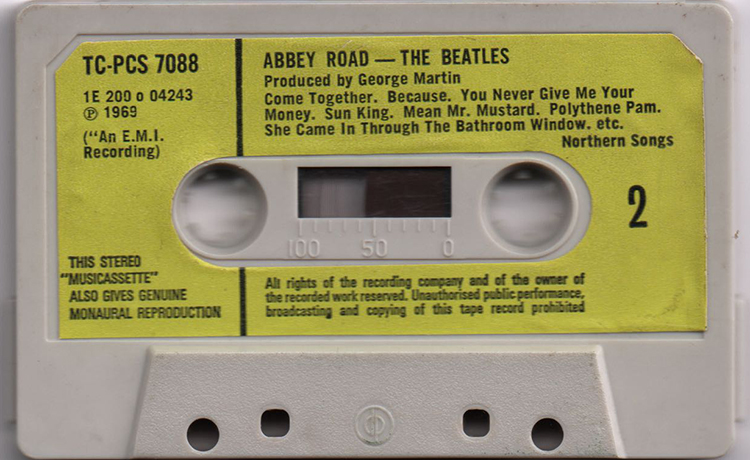 TC-PCS 7088
1E 200 o 04243
℗ 1969
("An E.M.I.
Recording)
ABBEY ROAD — THE BEATLES
Produced by George Martin
Come Together. Because. You Never Give Me Your
Money. Sun King. Mean Mr. Mustard. Polythene Pam.
She Came In Through The Bathroom Window. etc.
Northern Songs
2
100 50 0
THIS STEREO
"MUSICASSETTE"
ALSO GIVES GENUINE
MONAURAL REPRODUCTION
All rights of the recording company and of the owner of
the recorded work reserved. Unauthorised public performance,
broadcasting and copying of this tape record prohibited